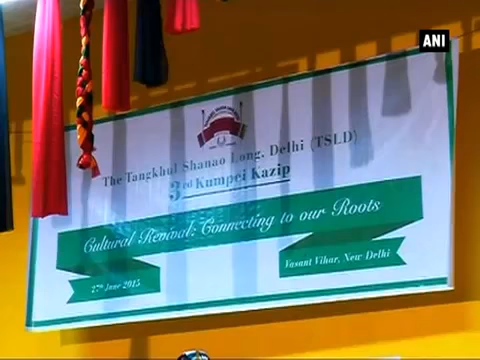 ANI
The Tangkhul Shanao Long, Delhi (TSLD)
3rd Kumpei Kazip
Cultural Revival: Connecting to our Roots
27th June 2015
Vasant Vihar, New Delhi